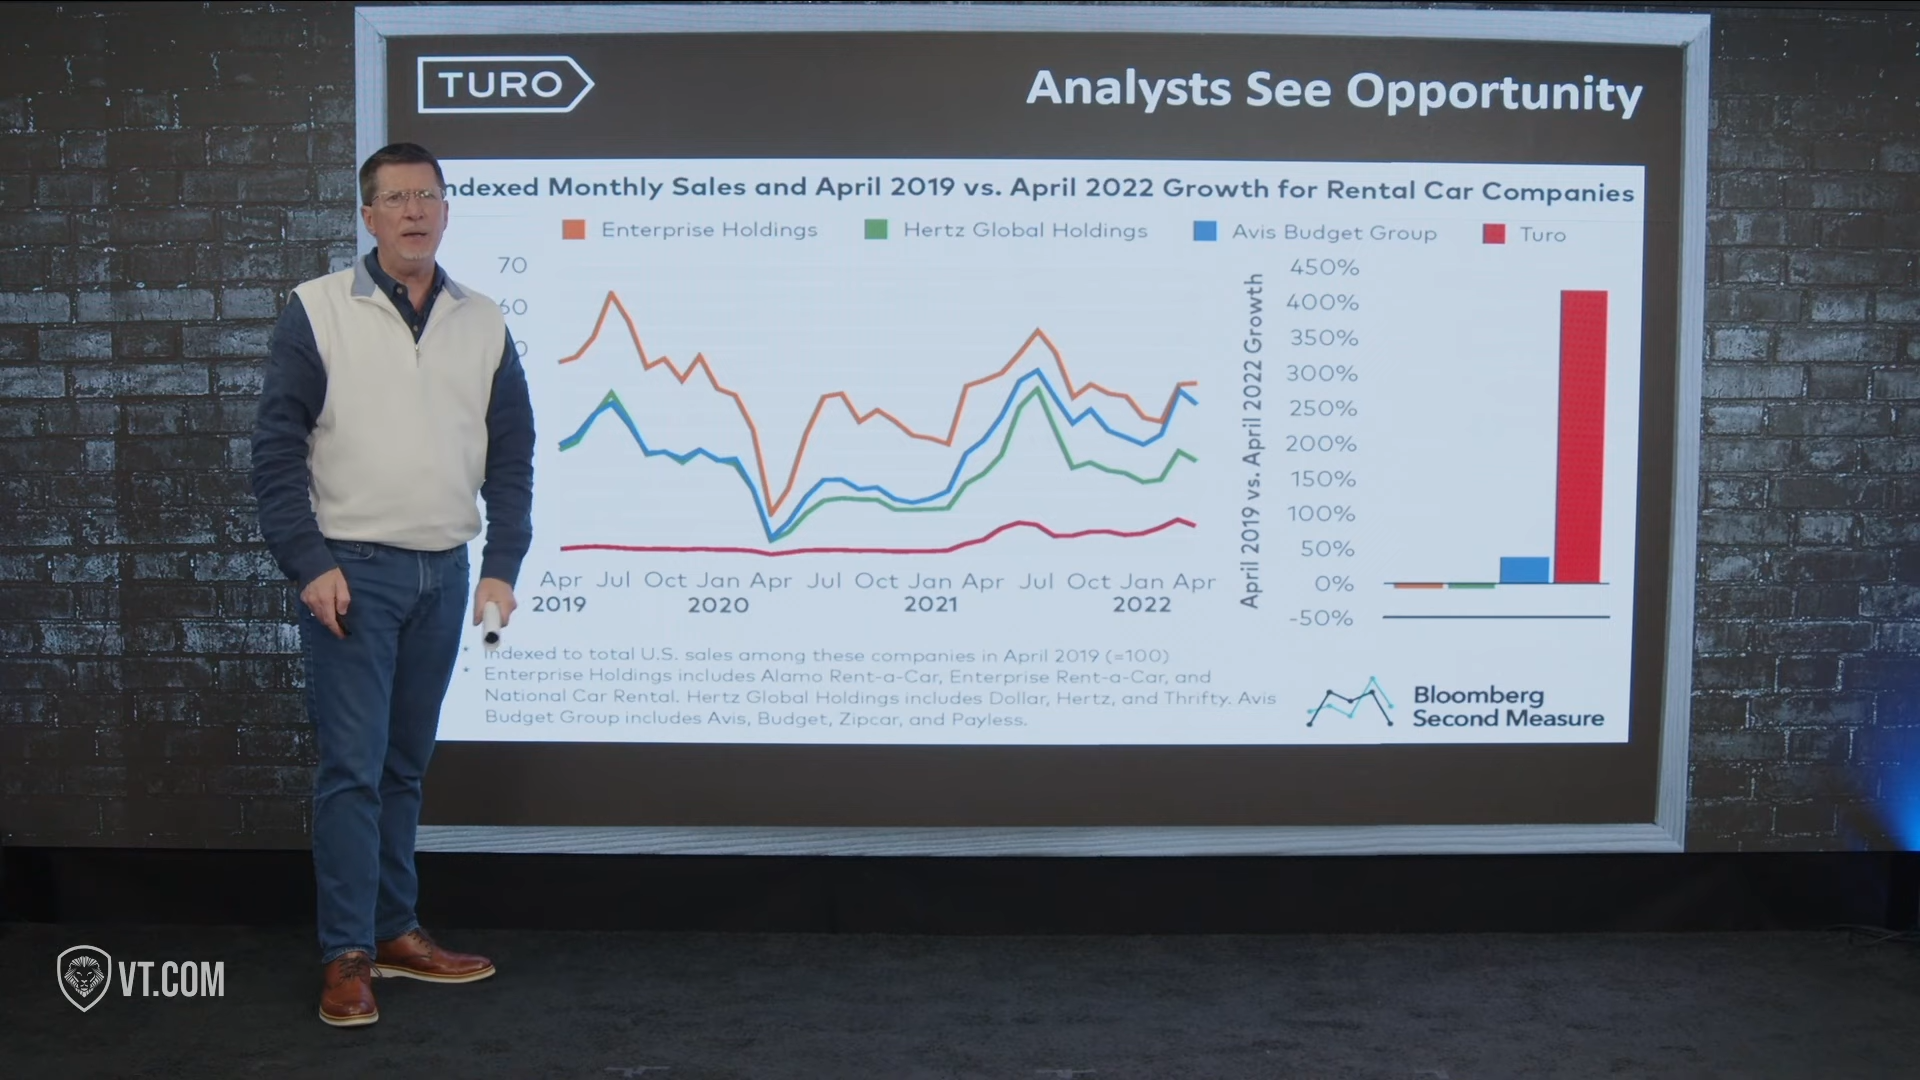 TURO
Analysts See Opportunity
ndexed Monthly Sales and April 2019 vs. April 2022 Growth for Rental Car Companies
Enterprise Holdings
Hertz Global Holdings
Avis Budget Group
Turo
70
60
0
Apr Jul Oct Jan Apr Jul Oct Jan Apr Jul Oct Jan Apr
2019 2020 2021 2022
April 2019 vs. April 2022 Growth
450%
400%
350%
300%
250%
200%
150%
100%
50%
0%
-50%
* Indexed to total U.S. sales among these companies in April 2019 (=100)
* Enterprise Holdings includes Alamo Rent-a-Car, Enterprise Rent-a-Car, and
National Car Rental. Hertz Global Holdings includes Dollar, Hertz, and Thrifty. Avis
Budget Group includes Avis, Budget, Zipcar, and Payless.
Bloomberg
Second Measure
VT.COM